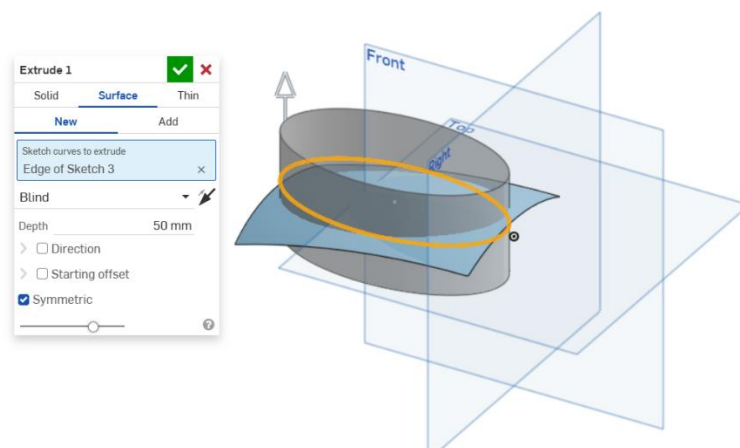 Extrude 1
Solid Surface Thin
New Add
Sketch curves to extrude
Edge of Sketch 3
Blind
Depth 50 mm
Direction
Starting offset
Symmetric
Front
Top
Right